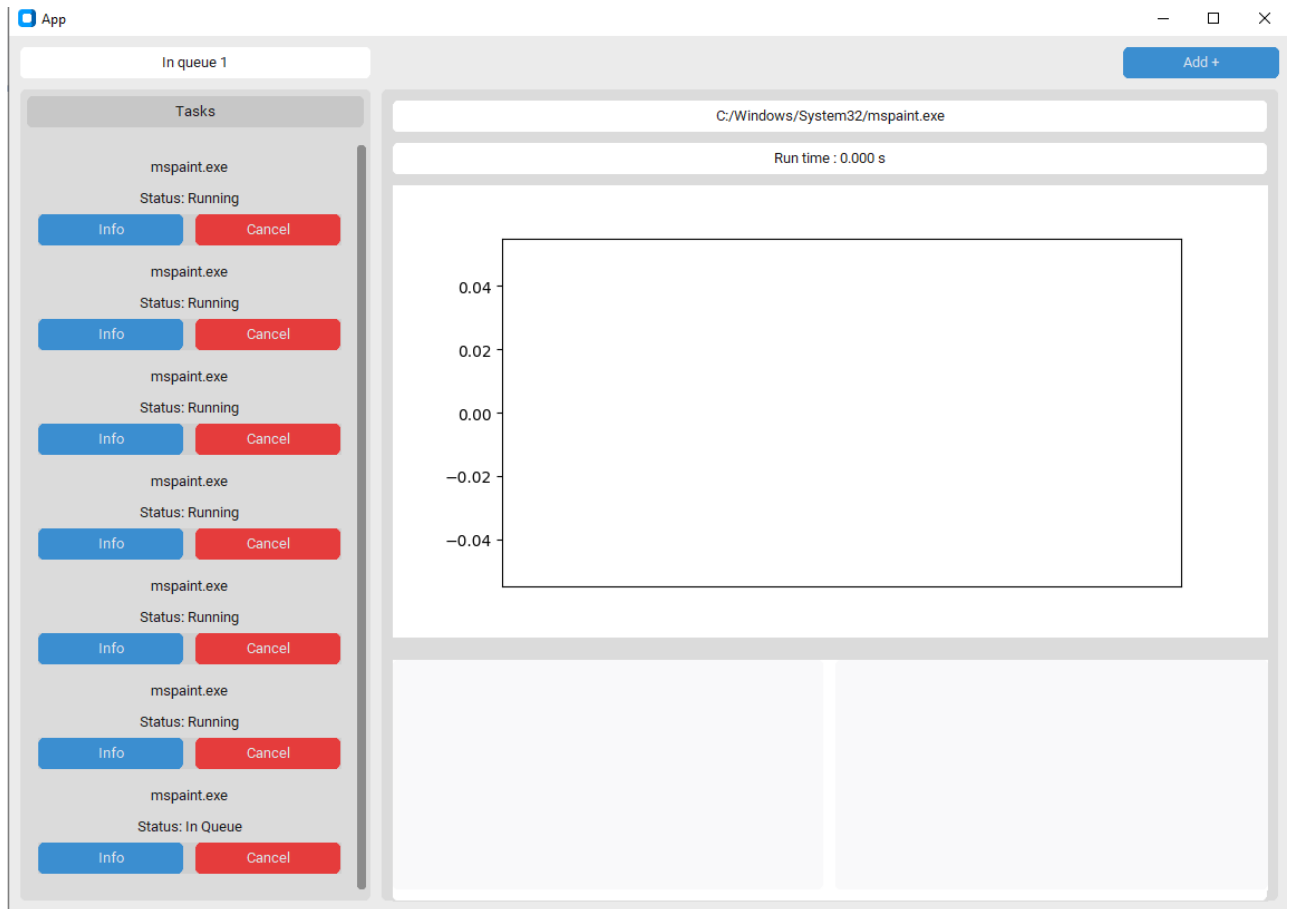 App
In queue 1
Add +
Tasks
mspaint.exe
Status: Running
Info Cancel
mspaint.exe
Status: Running
Info Cancel
mspaint.exe
Status: Running
Info Cancel
mspaint.exe
Status: Running
Info Cancel
mspaint.exe
Status: Running
Info Cancel
mspaint.exe
Status: Running
Info Cancel
mspaint.exe
Status: In Queue
Info Cancel
C:/Windows/System32/mspaint.exe
Run time : 0.000 s
0.04
0.02
0.00
−0.02
−0.04